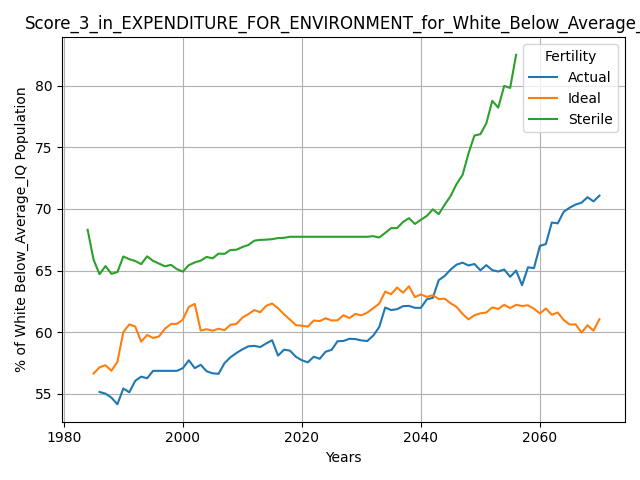 Score_3_in_EXPENDITURE_FOR_ENVIRONMENT_for_White_Below_Average_
Fertility
Actual
Ideal
Sterile
% of White Below_Average_IQ Population
80
75
70
65
60
55
1980
2000
2020
2040
2060
Years